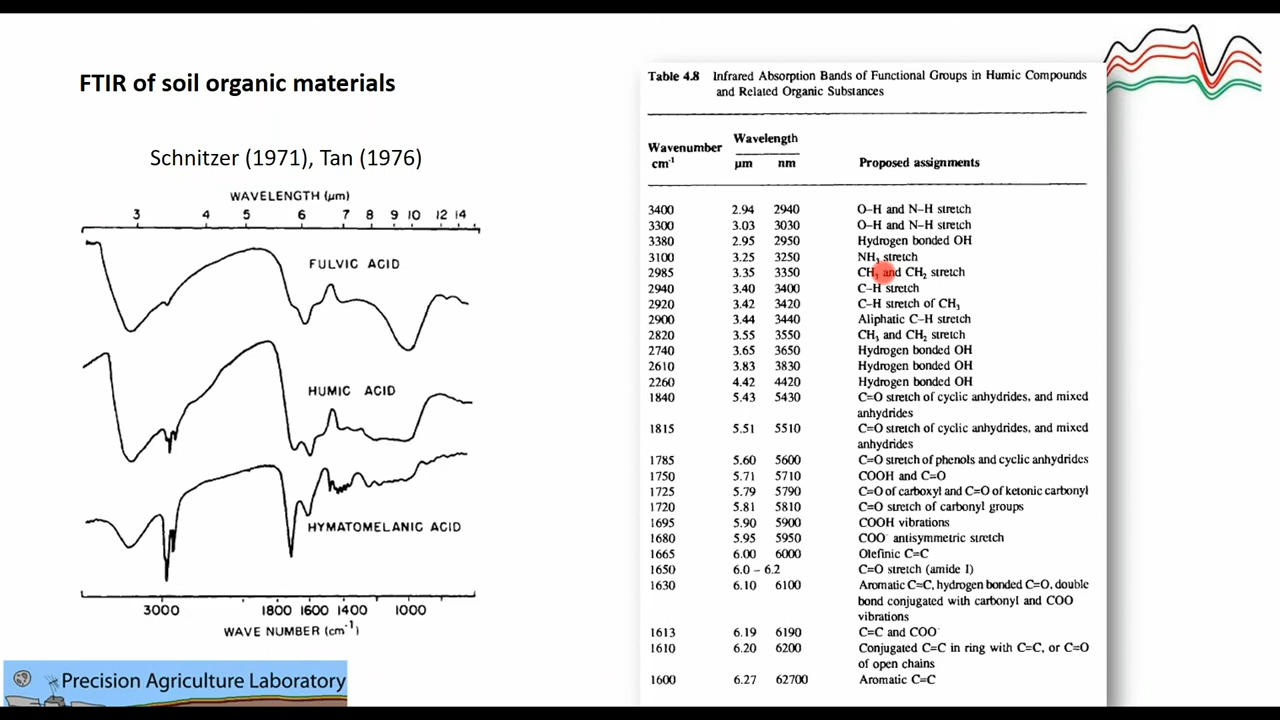 FTIR of soil organic materials
Schnitzer (1971), Tan (1976)
WAVELENGTH (μm)
3 4 5 6 7 8 9 10 12 14
FULVIC ACID
HUMIC ACID
HYMATOMELANIC ACID
3000 1800 1600 1400 1000
WAVE NUMBER (cm⁻¹)
Precision Agriculture Laboratory
Table 4.8 Infrared Absorption Bands of Functional Groups in Humic Compounds
and Related Organic Substances
Wavelength
Wavenumber
cm⁻¹ μm nm Proposed assignments
3400 2.94 2940 O–H and N–H stretch
3300 3.03 3030 O–H and N–H stretch
3380 2.95 2950 Hydrogen bonded OH
3100 3.25 3250 NH₃ stretch
2985 3.35 3350 CH₃ and CH₂ stretch
2940 3.40 3400 C–H stretch
2920 3.42 3420 C–H stretch of CH₃
2900 3.44 3440 Aliphatic C–H stretch
2820 3.55 3550 CH₃ and CH₂ stretch
2740 3.65 3650 Hydrogen bonded OH
2610 3.83 3830 Hydrogen bonded OH
2260 4.42 4420 Hydrogen bonded OH
1840 5.43 5430 C=O stretch of cyclic anhydrides, and mixed
anhydrides
1815 5.51 5510 C=O stretch of cyclic anhydrides, and mixed
anhydrides
1785 5.60 5600 C=O stretch of phenols and cyclic anhydrides
1750 5.71 5710 COOH and C=O
1725 5.79 5790 C=O of carboxyl and C=O of ketonic carbonyl
1720 5.81 5810 C=O stretch of carbonyl groups
1695 5.90 5900 COOH vibrations
1680 5.95 5950 COO⁻ antisymmetric stretch
1665 6.00 6000 Olefinic C=C
1650 6.0 – 6.2 C=O stretch (amide I)
1630 6.10 6100 Aromatic C=C, hydrogen bonded C=O, double
bond conjugated with carbonyl and COO
vibrations
1613 6.19 6190 C=C and COO⁻
1610 6.20 6200 Conjugated C=C in ring with C=C, or C=O
of open chains
1600 6.27 62700 Aromatic C=C